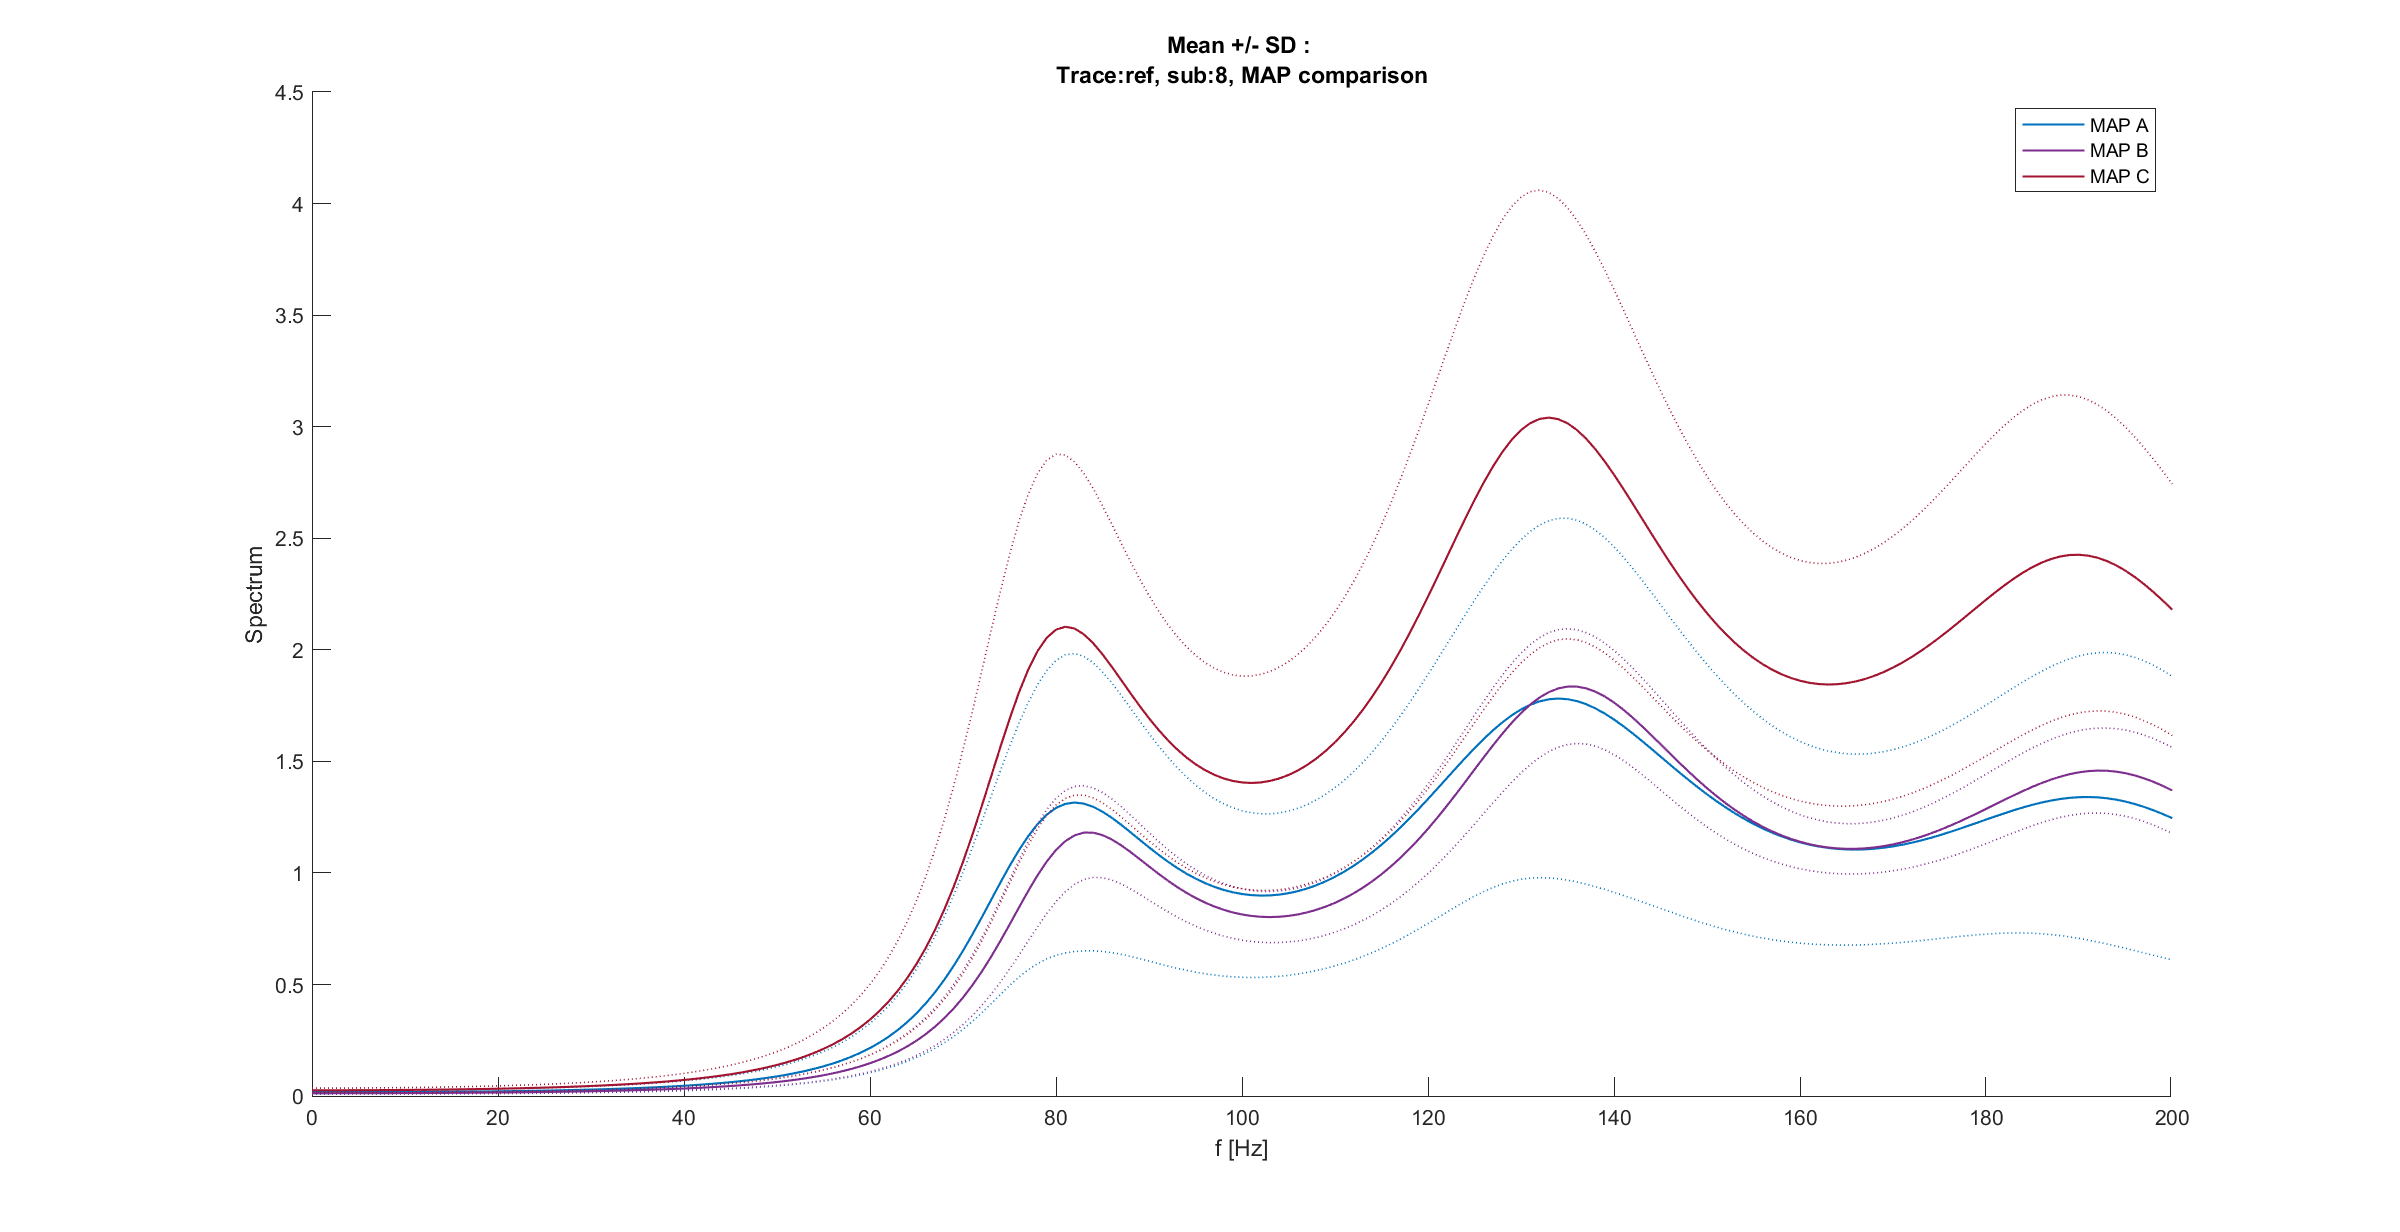 Mean +/- SD :
Trace:ref, sub:8, MAP comparison
4.5
4
3.5
3
2.5
2
1.5
1
0.5
0
Spectrum
MAP A
MAP B
MAP C
0 20 40 60 80 100 120 140 160 180 200
f [Hz]